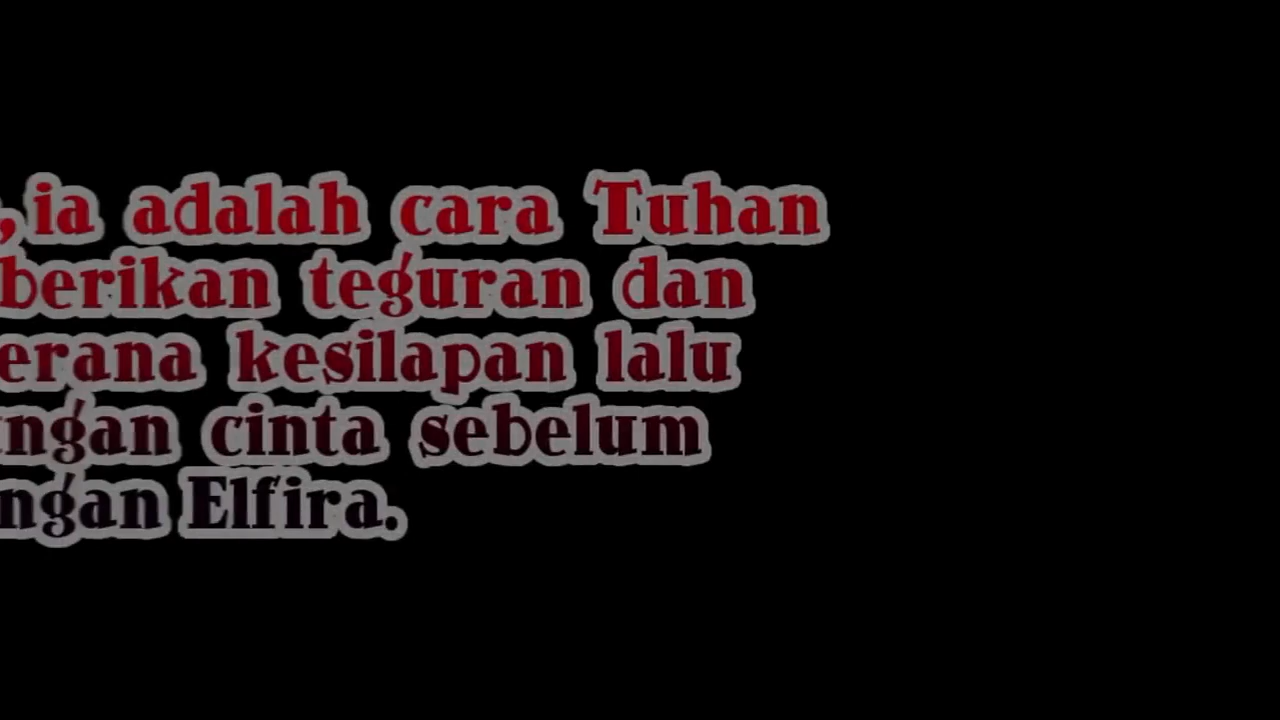 , ia adalah cara Tuhan
berikan teguran dan
erana kesilapan lalu
ngan cinta sebelum
ngan Elfira.